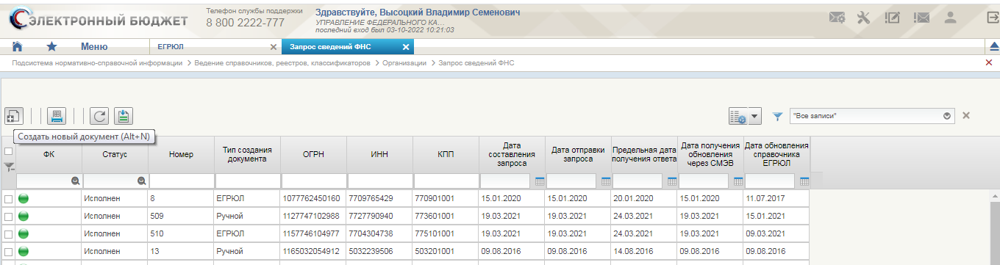 ЭЛЕКТРОННЫЙ БЮДЖЕТ
Телефон службы поддержки
8 800 2222-777
Здравствуйте, Высоцкий Владимир Семенович
УПРАВЛЕНИЕ ФЕДЕРАЛЬНОГО КА...
последний вход был 03-10-2022 10:21:03
Меню
ЕГРЮЛ
Запрос сведений ФНС
Подсистема нормативно-справочной информации > Ведение справочников, реестров, классификаторов > Организации > Запрос сведений ФНС
"Все записи"
Создать новый документ (Alt+N)
ФК Статус Номер Тип создания документа ОГРН ИНН КПП Дата составления запроса Дата отправки запроса Предельная дата получения ответа Дата получения обновления через СМЭВ Дата обновления справочника ЕГРЮЛ
Исполнен 8 ЕГРЮЛ 1077762450160 7709765429 770901001 15.01.2020 15.01.2020 20.01.2020 15.01.2020 11.07.2017
Исполнен 509 Ручной 1127747102988 7727790940 773601001 19.03.2021 19.03.2021 24.03.2021 19.03.2021 15.01.2021
Исполнен 510 ЕГРЮЛ 1157746104977 7704304738 775101001 19.03.2021 19.03.2021 24.03.2021 19.03.2021 09.03.2021
Исполнен 13 Ручной 1165032054912 5032239506 503201001 09.08.2016 09.08.2016 14.08.2016 09.08.2016 09.08.2016